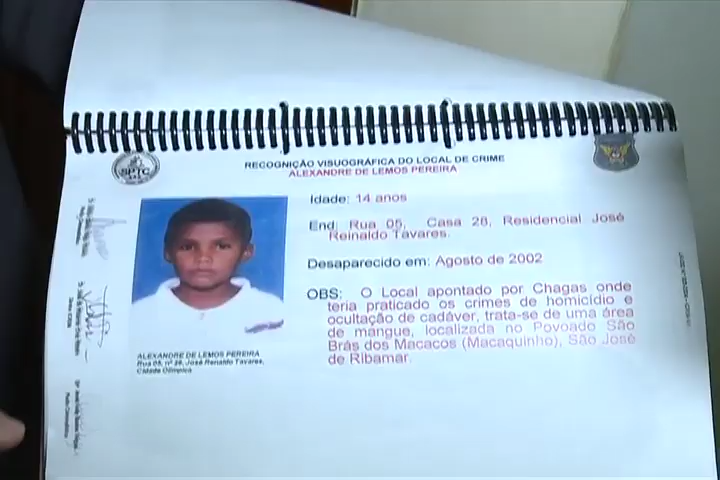 SPTC
RECOGNIÇÃO VISUOGRÁFICA DO LOCAL DE CRIME
ALEXANDRE DE LEMOS PEREIRA
Idade: 14 anos
End: Rua 05, Casa 28, Residencial José
Reinaldo Tavares.
Desaparecido em: Agosto de 2002
OBS: O Local apontado por Chagas onde
teria praticado os crimes de homicídio e
ocultação de cadáver, trata-se de uma área
de mangue, localizada no Povoado São
Brás dos Macacos (Macaquinho), São José
de Ribamar.
ALEXANDRE DE LEMOS PEREIRA
Rua 05, nº 28, José Renaldo Tavares,
Cidade Olímpica